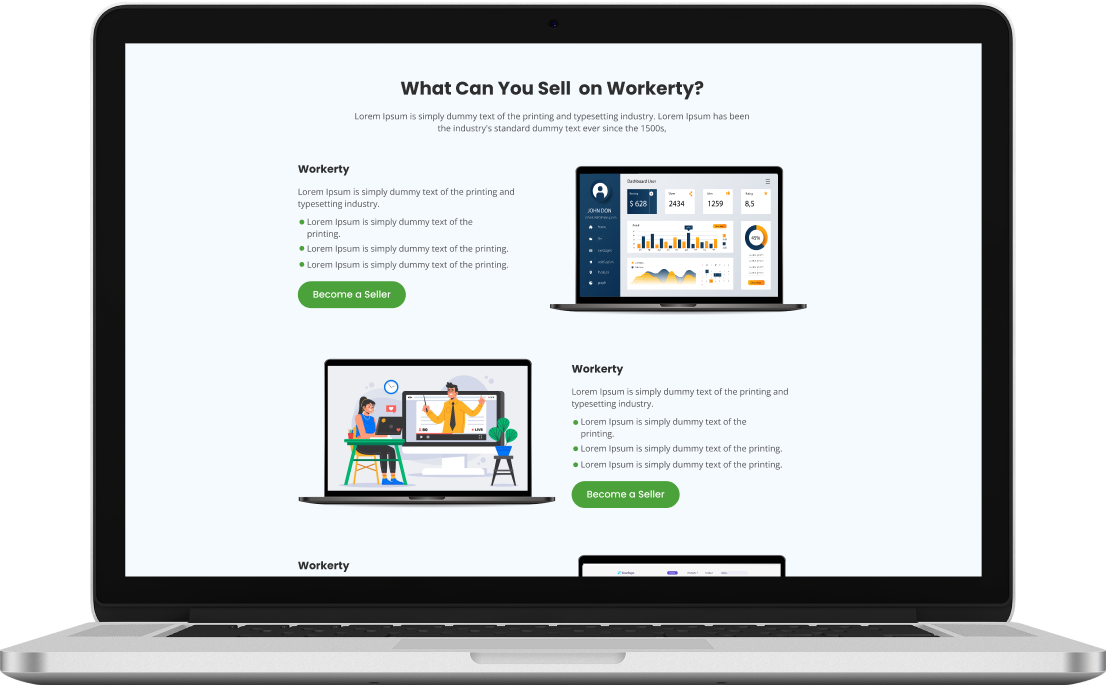 What Can You Sell on Workerty?
Lorem Ipsum is simply dummy text of the printing and typesetting industry. Lorem Ipsum has been
the industry's standard dummy text ever since the 1500s,
Workerty
Lorem Ipsum is simply dummy text of the printing and
typesetting industry.
Lorem Ipsum is simply dummy text of the
printing.
Lorem Ipsum is simply dummy text of the printing.
Lorem Ipsum is simply dummy text of the printing.
Become a Seller
Dashboard User
$ 628
2434
1259
8,5
JOHN DON
45%
LIVE
Workerty
Lorem Ipsum is simply dummy text of the printing and
typesetting industry.
Lorem Ipsum is simply dummy text of the
printing.
Lorem Ipsum is simply dummy text of the printing.
Lorem Ipsum is simply dummy text of the printing.
Become a Seller
Workerty